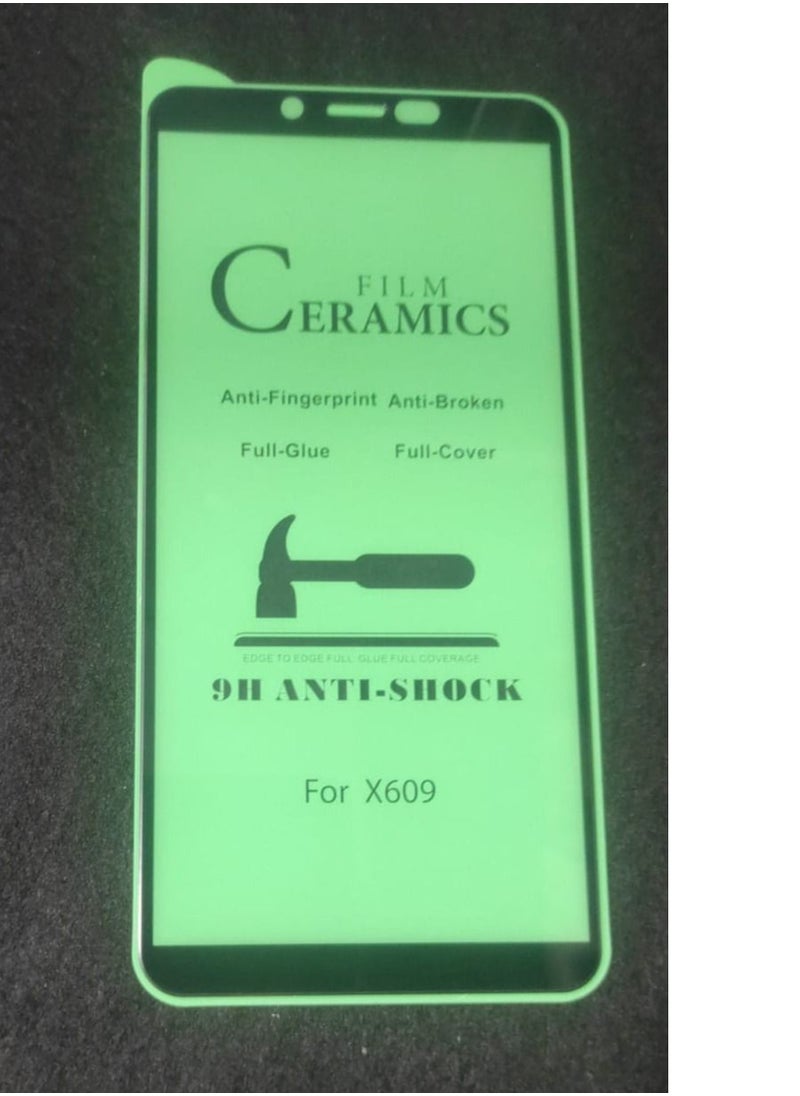 FILM
CERAMICS
Anti-Fingerprint Anti-Broken
Full-Glue Full-Cover
EDGE TO EDGE FULL GLUE FULL COVERAGE
9H ANTI-SHOCK
For X609